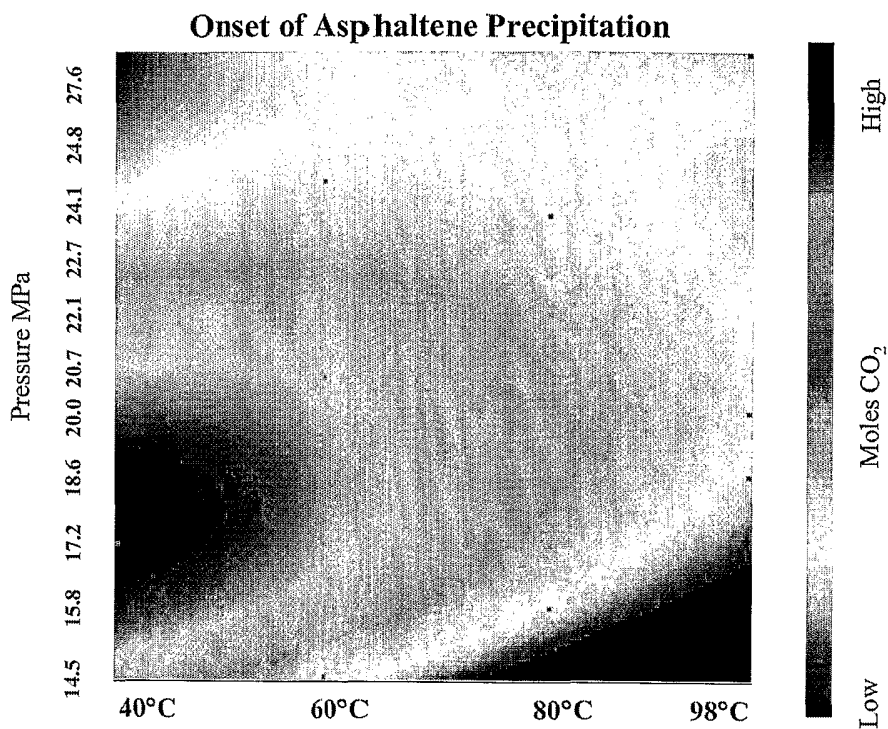 Onset of Asphaltene Precipitation
Pressure MPa
27.6
24.8
24.1
22.7
22.1
20.7
20.0
18.6
17.2
15.8
14.5
40°C 60°C 80°C 98°C
High
Moles CO₂
Low